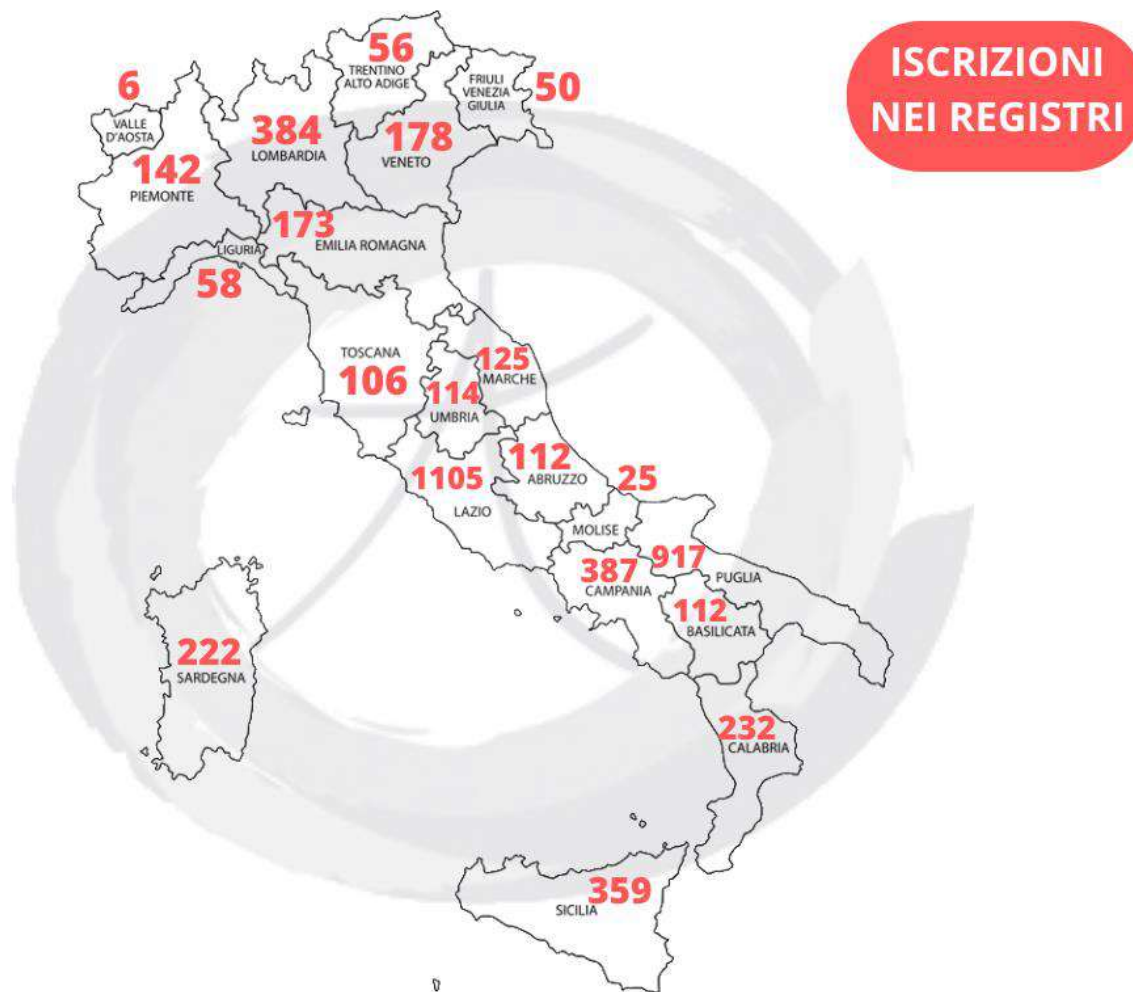 ISCRIZIONI
NEI REGISTRI
56
TRENTINO
ALTO ADIGE
6
VALLE
D'AOSTA
FRIULI
VENEZIA
GIULIA
50
384
LOMBARDIA
178
VENETO
142
PIEMONTE
173
EMILIA ROMAGNA
LIGURIA
58
TOSCANA
106
125
MARCHE
114
UMBRIA
1105
LAZIO
112
ABRUZZO
25
MOLISE
917
PUGLIA
387
CAMPANIA
112
BASILICATA
222
SARDEGNA
232
CALABRIA
359
SICILIA